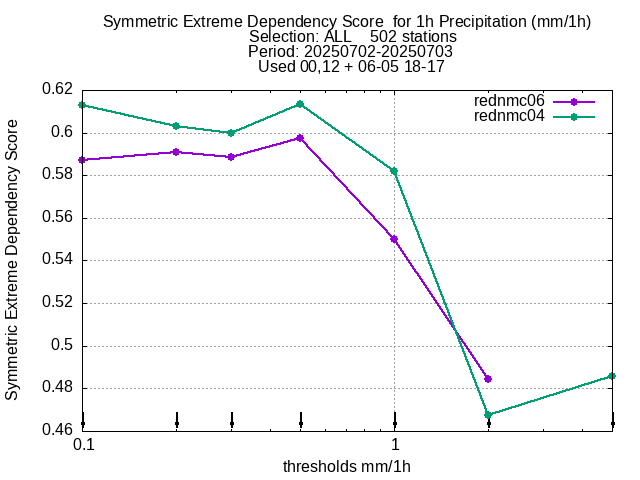 Symmetric Extreme Dependency Score  for 1h Precipitation (mm/1h)
Selection: ALL    502 stations
Period: 20250702-20250703
Used 00,12 + 06-05 18-17
rednmc06
rednmc04
Symmetric Extreme Dependency Score
0.62
0.6
0.58
0.56
0.54
0.52
0.5
0.48
0.46
0.1
1
thresholds mm/1h